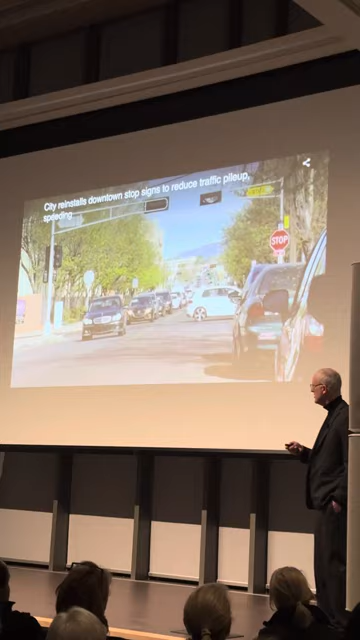 City reinstalls downtown stop signs to reduce traffic pileup,
speeding
STOP